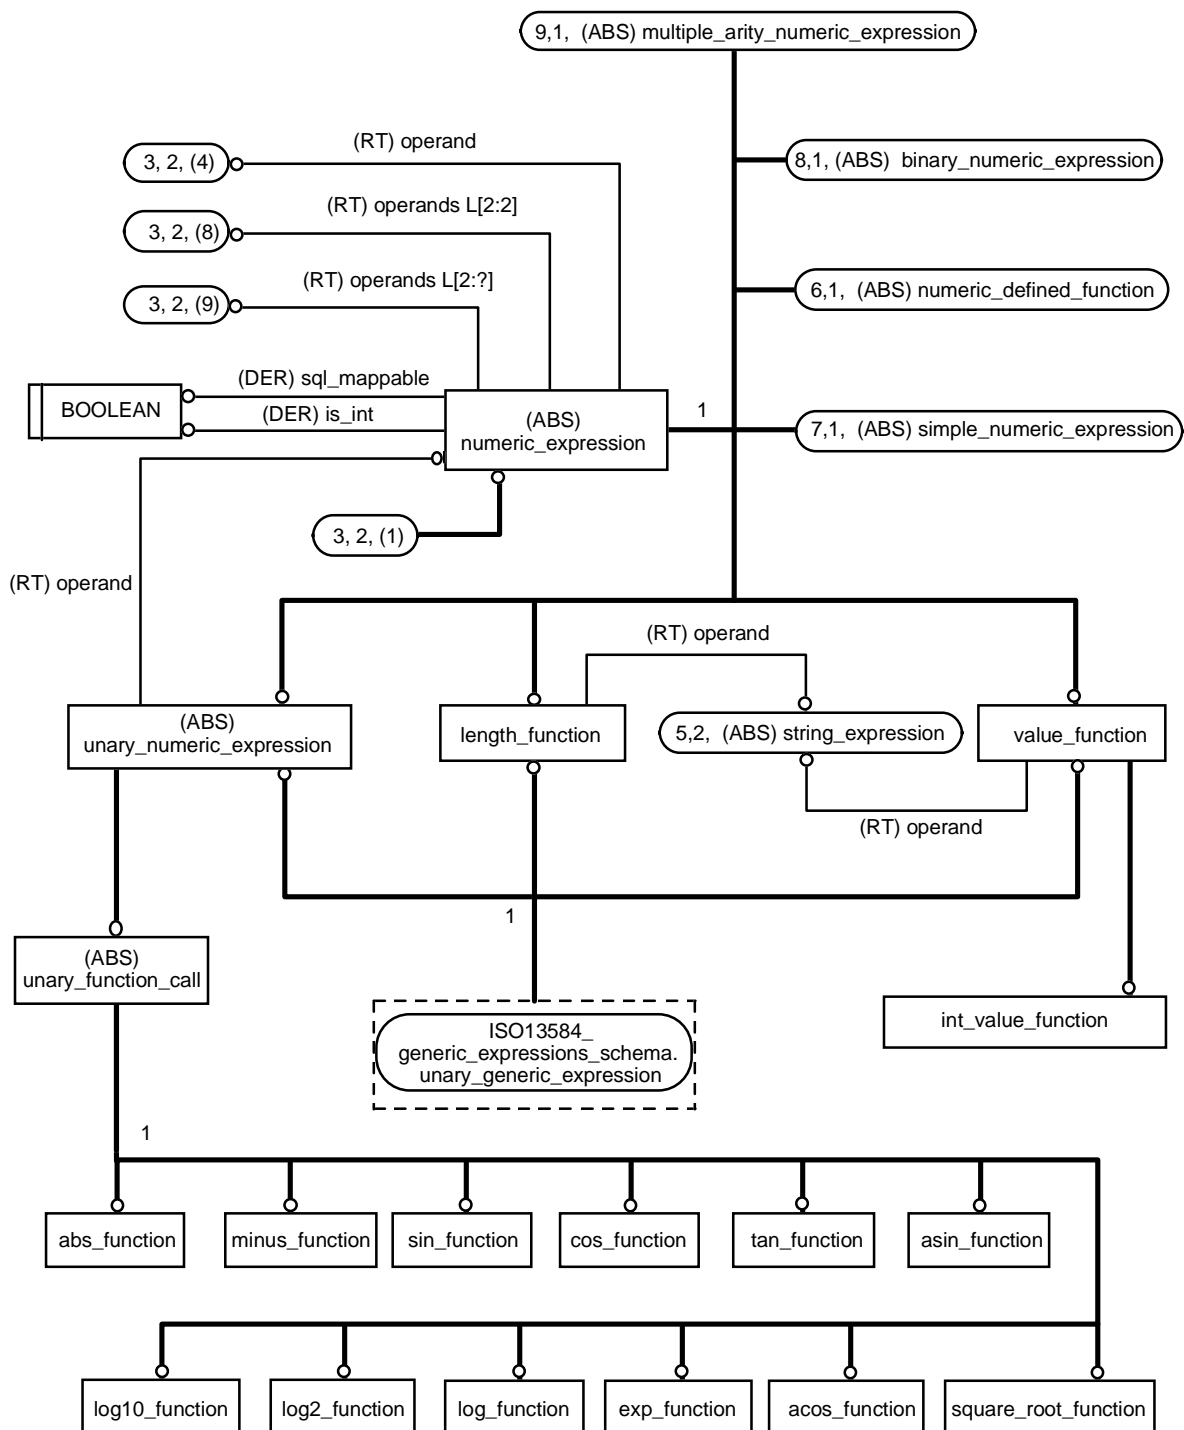 9,1, (ABS) multiple_arity_numeric_expression
(RT) operand
3, 2, (4)
8,1, (ABS) binary_numeric_expression
(RT) operands L[2:2]
3, 2, (8)
(RT) operands L[2:?]
3, 2, (9)
6,1, (ABS) numeric_defined_function
(DER) sql_mappable
BOOLEAN
(DER) is_int
(ABS)
numeric_expression
1
7,1, (ABS) simple_numeric_expression
3, 2, (1)
(RT) operand
(RT) operand
(ABS)
unary_numeric_expression
length_function
5,2, (ABS) string_expression
value_function
(RT) operand
1
(ABS)
unary_function_call
ISO13584_
generic_expressions_schema.
unary_generic_expression
int_value_function
1
abs_function
minus_function
sin_function
cos_function
tan_function
asin_function
log10_function
log2_function
log_function
exp_function
acos_function
square_root_function